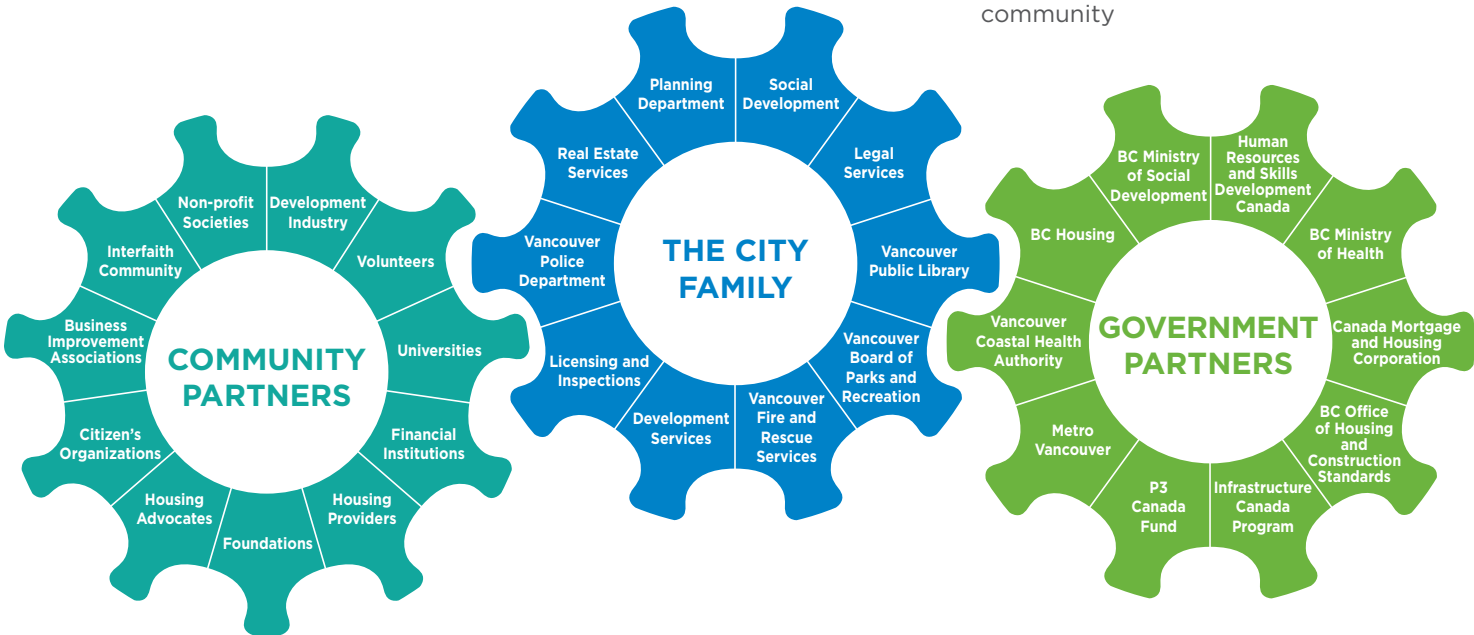 community
Planning
Department
Social
Development
Real Estate
Services
Legal
Services
Vancouver
Police
Department
THE CITY
FAMILY
Vancouver
Public Library
Licensing and
Inspections
Vancouver
Board of
Parks and
Recreation
Development
Services
Vancouver
Fire and
Rescue
Services
Non-profit
Societies
Development
Industry
Interfaith
Community
Volunteers
Business
Improvement
Associations
COMMUNITY
PARTNERS
Universities
Citizen’s
Organizations
Financial
Institutions
Housing
Advocates
Housing
Providers
Foundations
BC Ministry
of Social
Development
Human
Resources
and Skills
Development
Canada
BC Housing
BC Ministry
of Health
Vancouver
Coastal Health
Authority
GOVERNMENT
PARTNERS
Canada Mortgage
and Housing
Corporation
Metro
Vancouver
BC Office
of Housing
and
Construction
Standards
P3
Canada
Fund
Infrastructure
Canada
Program